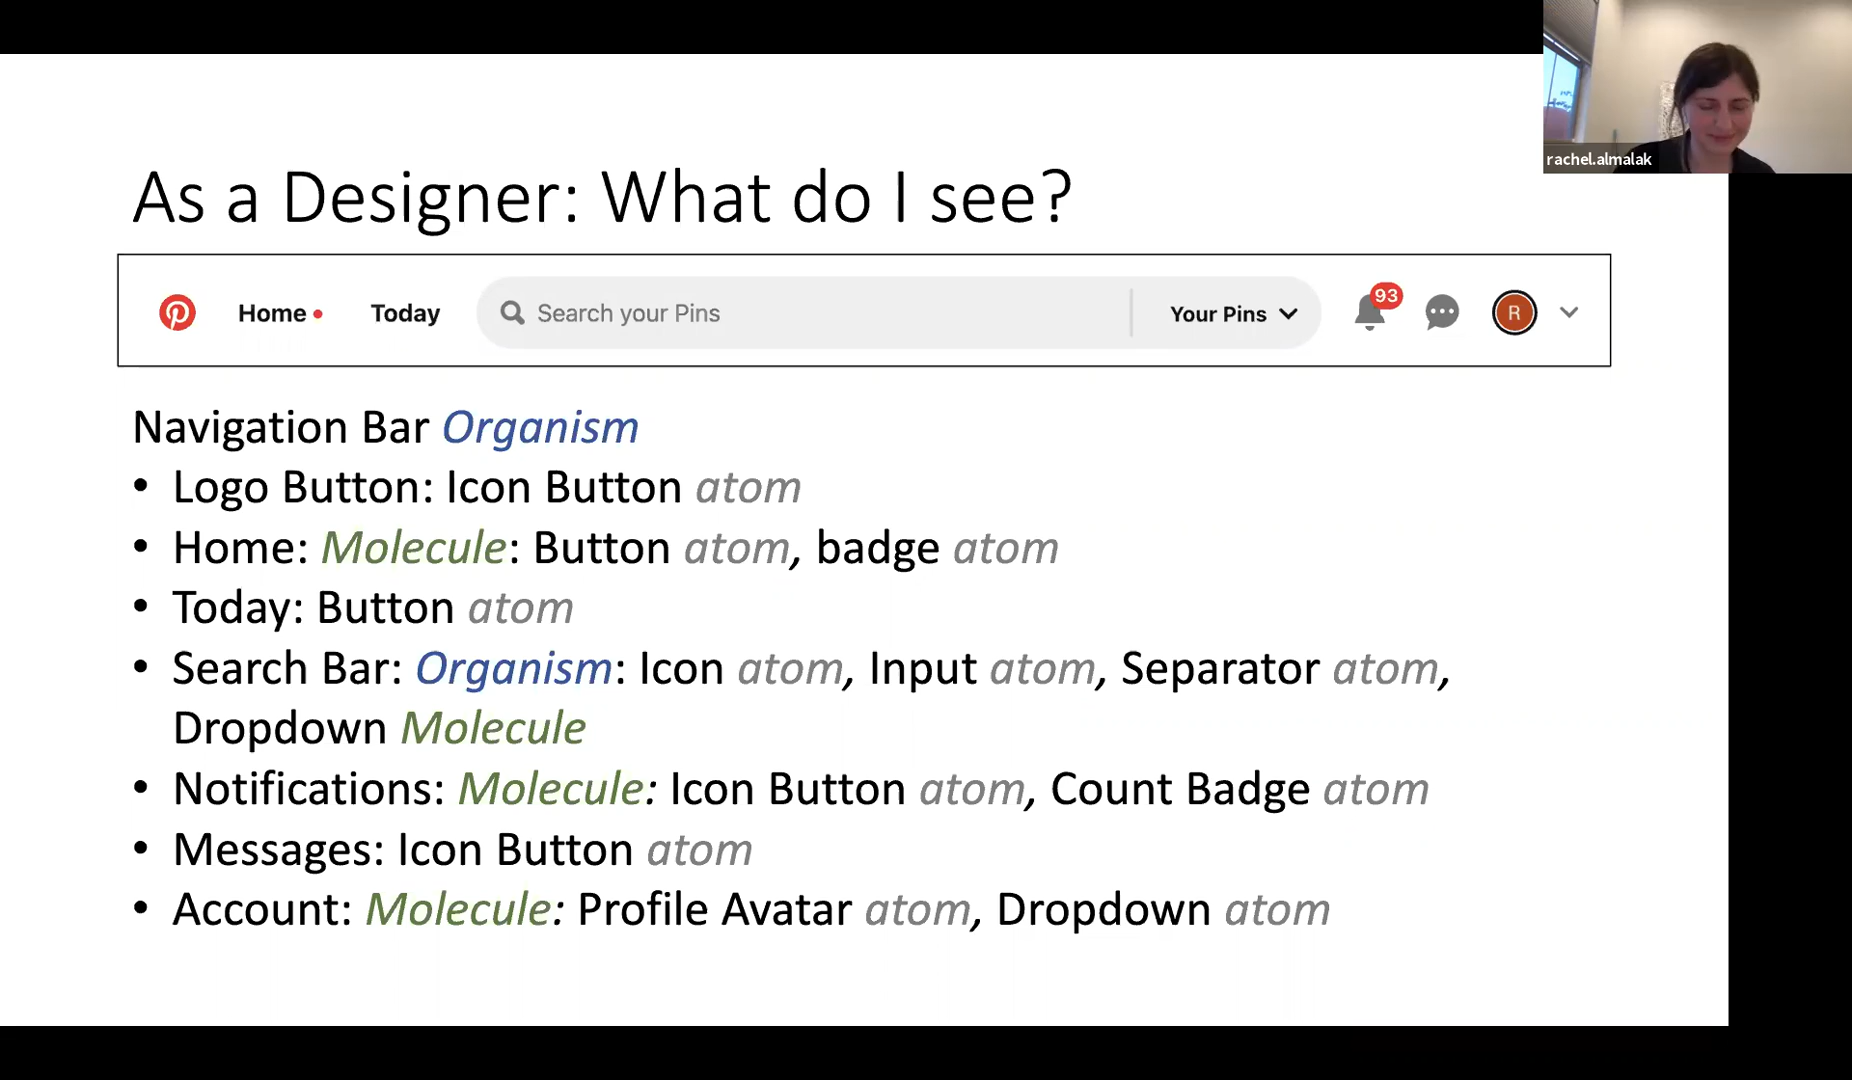 rachel.almalak
As a Designer: What do I see?
Home Today Search your Pins Your Pins 93 R
Navigation Bar Organism
• Logo Button: Icon Button atom
• Home: Molecule: Button atom, badge atom
• Today: Button atom
• Search Bar: Organism: Icon atom, Input atom, Separator atom,
Dropdown Molecule
• Notifications: Molecule: Icon Button atom, Count Badge atom
• Messages: Icon Button atom
• Account: Molecule: Profile Avatar atom, Dropdown atom